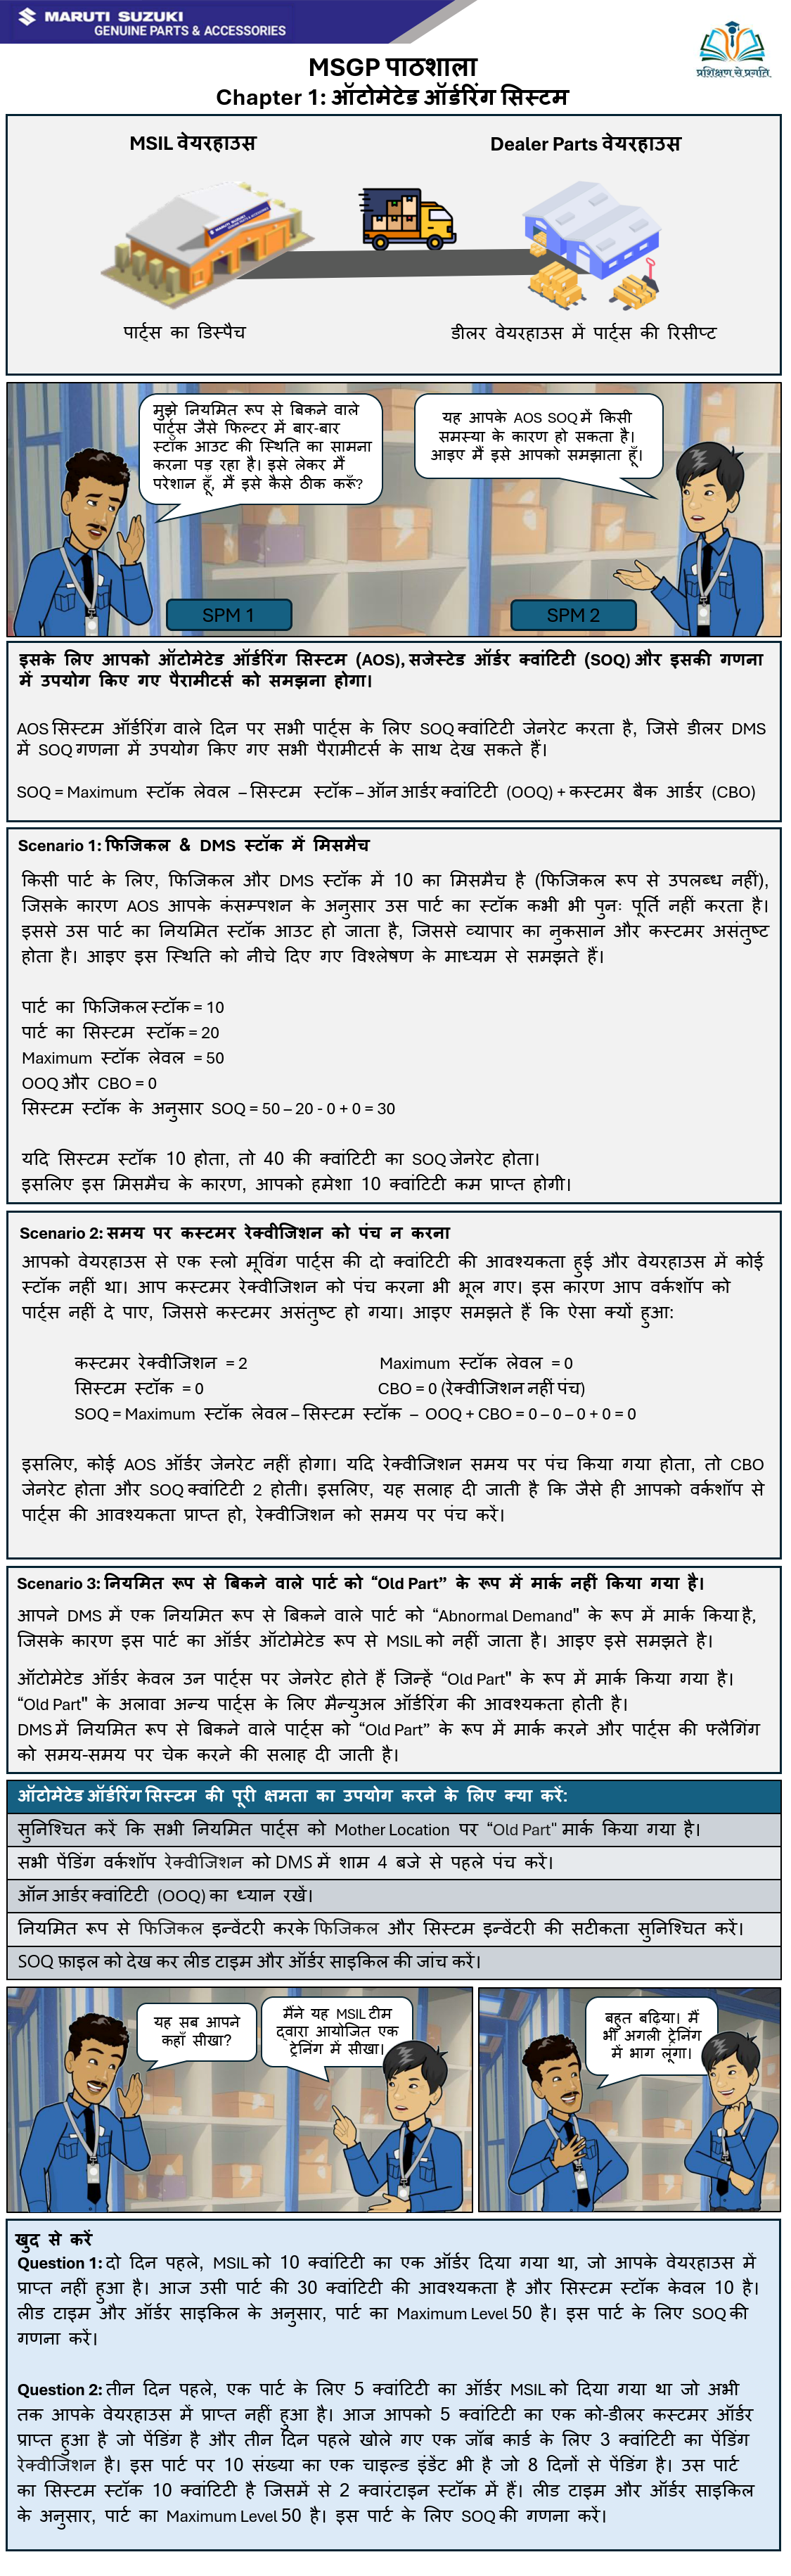 MARUTI SUZUKI
GENUINE PARTS & ACCESSORIES
प्रशिक्षण से प्रगति
MSGP पाठशाला
Chapter 1: ऑटोमेटेड ऑर्डरिंग सिस्टम
MSIL वेयरहाउस
Dealer Parts वेयरहाउस
पार्ट्स का डिस्पैच
डीलर वेयरहाउस में पार्ट्स की रिसीप्ट
मुझे नियमित रूप से बिकने वाले
पार्ट्स जैसे फिल्टर में बार-बार
स्टॉक आउट की स्थिति का सामना
करना पड़ रहा है। इसे लेकर मैं
परेशान हूँ, मैं इसे कैसे ठीक करूँ?
यह आपके AOS SOQ में किसी
समस्या के कारण हो सकता है।
आइए मैं इसे आपको समझाता हूँ।
SPM 1
SPM 2
इसके लिए आपको ऑटोमेटेड ऑर्डरिंग सिस्टम (AOS), सजेस्टेड ऑर्डर क्वांटिटी (SOQ) और इसकी गणना
में उपयोग किए गए पैरामीटर्स को समझना होगा।
AOS सिस्टम ऑर्डरिंग वाले दिन पर सभी पार्ट्स के लिए SOQ क्वांटिटी जेनरेट करता है, जिसे डीलर DMS
में SOQ गणना में उपयोग किए गए सभी पैरामीटर्स के साथ देख सकते हैं।
SOQ = Maximum स्टॉक लेवल – सिस्टम स्टॉक – ऑन आर्डर क्वांटिटी (OOQ) + कस्टमर बैक आर्डर (CBO)
Scenario 1: फिजिकल & DMS स्टॉक में मिसमैच
किसी पार्ट के लिए, फिजिकल और DMS स्टॉक में 10 का मिसमैच है (फिजिकल रूप से उपलब्ध नहीं),
जिसके कारण AOS आपके कंसम्पशन के अनुसार उस पार्ट का स्टॉक कभी भी पुनः पूर्ति नहीं करता है।
इससे उस पार्ट का नियमित स्टॉक आउट हो जाता है, जिससे व्यापार का नुकसान और कस्टमर असंतुष्ट
होता है। आइए इस स्थिति को नीचे दिए गए विश्लेषण के माध्यम से समझते हैं।
पार्ट का फिजिकल स्टॉक = 10
पार्ट का सिस्टम स्टॉक = 20
Maximum स्टॉक लेवल = 50
OOQ और CBO = 0
सिस्टम स्टॉक के अनुसार SOQ = 50 – 20 - 0 + 0 = 30
यदि सिस्टम स्टॉक 10 होता, तो 40 की क्वांटिटी का SOQ जेनरेट होता।
इसलिए इस मिसमैच के कारण, आपको हमेशा 10 क्वांटिटी कम प्राप्त होगी।
Scenario 2: समय पर कस्टमर रेक्वीजिशन को पंच न करना
आपको वेयरहाउस से एक स्लो मूविंग पार्ट्स की दो क्वांटिटी की आवश्यकता हुई और वेयरहाउस में कोई
स्टॉक नहीं था। आप कस्टमर रेक्वीजिशन को पंच करना भी भूल गए। इस कारण आप वर्कशॉप को
पार्ट्स नहीं दे पाए, जिससे कस्टमर असंतुष्ट हो गया। आइए समझते हैं कि ऐसा क्यों हुआ:
कस्टमर रेक्वीजिशन = 2 Maximum स्टॉक लेवल = 0
सिस्टम स्टॉक = 0 CBO = 0 (रेक्वीजिशन नहीं पंच)
SOQ = Maximum स्टॉक लेवल – सिस्टम स्टॉक – OOQ + CBO = 0 – 0 – 0 + 0 = 0
इसलिए, कोई AOS ऑर्डर जेनरेट नहीं होगा। यदि रेक्वीजिशन समय पर पंच किया गया होता, तो CBO
जेनरेट होता और SOQ क्वांटिटी 2 होती। इसलिए, यह सलाह दी जाती है कि जैसे ही आपको वर्कशॉप से
पार्ट्स की आवश्यकता प्राप्त हो, रेक्वीजिशन को समय पर पंच करें।
Scenario 3: नियमित रूप से बिकने वाले पार्ट को “Old Part” के रूप में मार्क नहीं किया गया है।
आपने DMS में एक नियमित रूप से बिकने वाले पार्ट को “Abnormal Demand" के रूप में मार्क किया है,
जिसके कारण इस पार्ट का ऑर्डर ऑटोमेटेड रूप से MSIL को नहीं जाता है। आइए इसे समझते है।
ऑटोमेटेड ऑर्डर केवल उन पार्ट्स पर जेनरेट होते हैं जिन्हें “Old Part" के रूप में मार्क किया गया है।
“Old Part" के अलावा अन्य पार्ट्स के लिए मैन्युअल ऑर्डरिंग की आवश्यकता होती है।
DMS में नियमित रूप से बिकने वाले पार्ट्स को “Old Part” के रूप में मार्क करने और पार्ट्स की फ्लैगिंग
को समय-समय पर चेक करने की सलाह दी जाती है।
ऑटोमेटेड ऑर्डरिंग सिस्टम की पूरी क्षमता का उपयोग करने के लिए क्या करें:
सुनिश्चित करें कि सभी नियमित पार्ट्स को Mother Location पर “Old Part" मार्क किया गया है।
सभी पेंडिंग वर्कशॉप रेक्वीजिशन को DMS में शाम 4 बजे से पहले पंच करें।
ऑन आर्डर क्वांटिटी (OOQ) का ध्यान रखें।
नियमित रूप से फिजिकल इन्वेंटरी करके फिजिकल और सिस्टम इन्वेंटरी की सटीकता सुनिश्चित करें।
SOQ फ़ाइल को देख कर लीड टाइम और ऑर्डर साइकिल की जांच करें।
यह सब आपने
कहाँ सीखा?
मैंने यह MSIL टीम
द्वारा आयोजित एक
ट्रेनिंग में सीखा।
बहुत बढ़िया। मैं
भी अगली ट्रेनिंग
में भाग लूंगा।
खुद से करें
Question 1: दो दिन पहले, MSIL को 10 क्वांटिटी का एक ऑर्डर दिया गया था, जो आपके वेयरहाउस में
प्राप्त नहीं हुआ है। आज उसी पार्ट की 30 क्वांटिटी की आवश्यकता है और सिस्टम स्टॉक केवल 10 है।
लीड टाइम और ऑर्डर साइकिल के अनुसार, पार्ट का Maximum Level 50 है। इस पार्ट के लिए SOQ की
गणना करें।
Question 2: तीन दिन पहले, एक पार्ट के लिए 5 क्वांटिटी का ऑर्डर MSIL को दिया गया था जो अभी
तक आपके वेयरहाउस में प्राप्त नहीं हुआ है। आज आपको 5 क्वांटिटी का एक को-डीलर कस्टमर ऑर्डर
प्राप्त हुआ है जो पेंडिंग है और तीन दिन पहले खोले गए एक जॉब कार्ड के लिए 3 क्वांटिटी का पेंडिंग
रेक्वीजिशन है। इस पार्ट पर 10 संख्या का एक चाइल्ड इंडेंट भी है जो 8 दिनों से पेंडिंग है। उस पार्ट
का सिस्टम स्टॉक 10 क्वांटिटी है जिसमें से 2 क्वारंटाइन स्टॉक में हैं। लीड टाइम और ऑर्डर साइकिल
के अनुसार, पार्ट का Maximum Level 50 है। इस पार्ट के लिए SOQ की गणना करें।